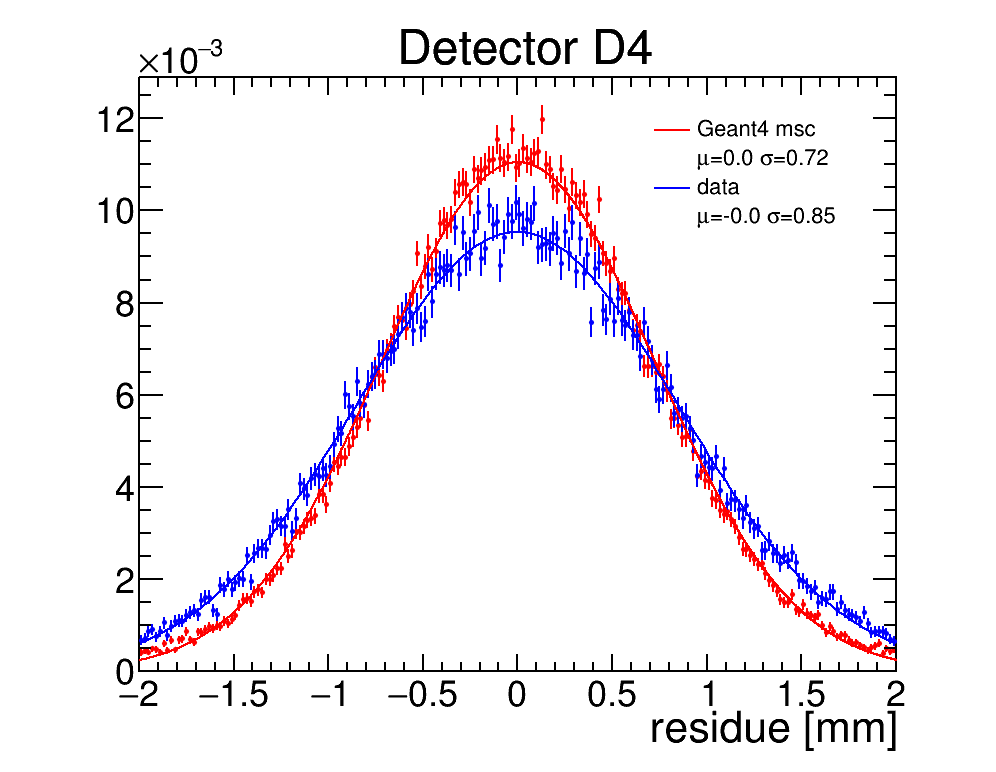 Detector D4
×10⁻³
Geant4 msc
μ=0.0 σ=0.72
data
μ=-0.0 σ=0.85
12
10
8
6
4
2
0
−2 −1.5 −1 −0.5 0 0.5 1 1.5 2
residue [mm]